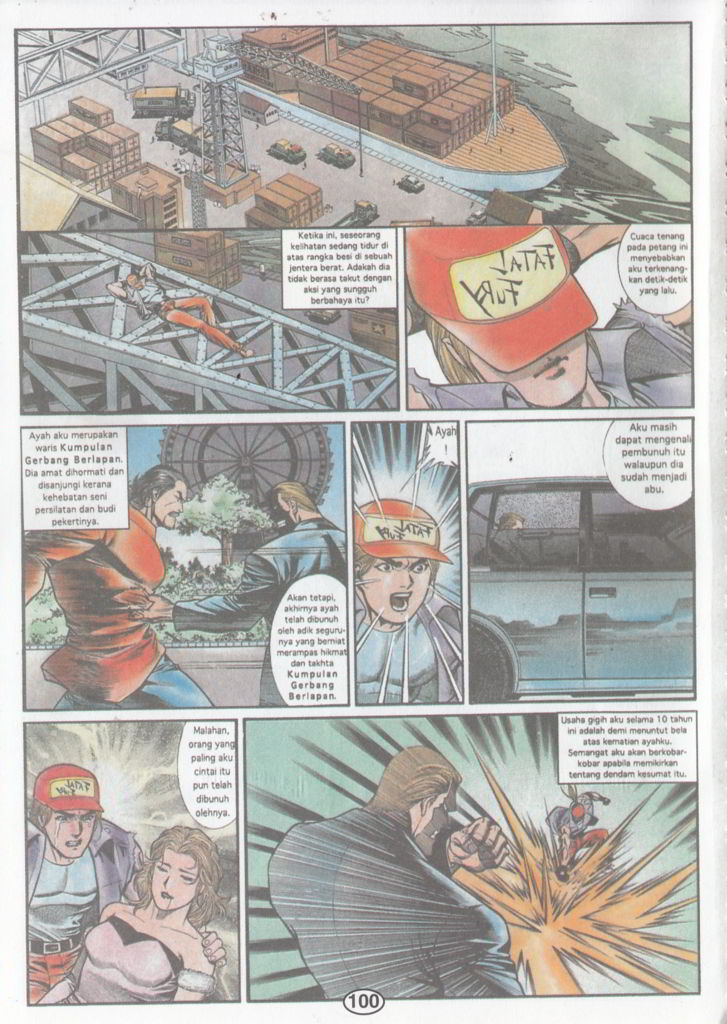 Ketika ini, seseorang
kelihatan sedang tidur di
atas rangka besi di sebuah
jentera berat. Adakah dia
tidak berasa takut dengan
aksi yang sungguh
berbahaya itu?
FATAL
FURY
Cuaca tenang
pada petang ini
menyebabkan
aku terkenang-
kan detik-detik
yang lalu.
Ayah aku merupakan
waris Kumpulan
Gerbang Berlapan.
Dia amat dihormati dan
disanjungi kerana
kehebatan seni
persilatan dan budi
pekertinya.
Akan tetapi,
akhirnya ayah
telah dibunuh
oleh adik seguru-
nya yang berniat
merampas hikmat
dan takhta
Kumpulan
Gerbang
Berlapan.
Ayah
!
FATAL
FURY
Aku masih
dapat mengenali
pembunuh itu
walaupun dia
sudah menjadi
abu.
Malahan,
orang yang
paling aku
cintai itu
pun telah
dibunuh
olehnya.
FATAL
FURY
Usaha gigih aku selama 10 tahun
ini adalah demi menuntut bela
atas kematian ayahku.
Semangat aku akan berkobar-
kobar apabila memikirkan
tentang dendam kesumat itu.
100